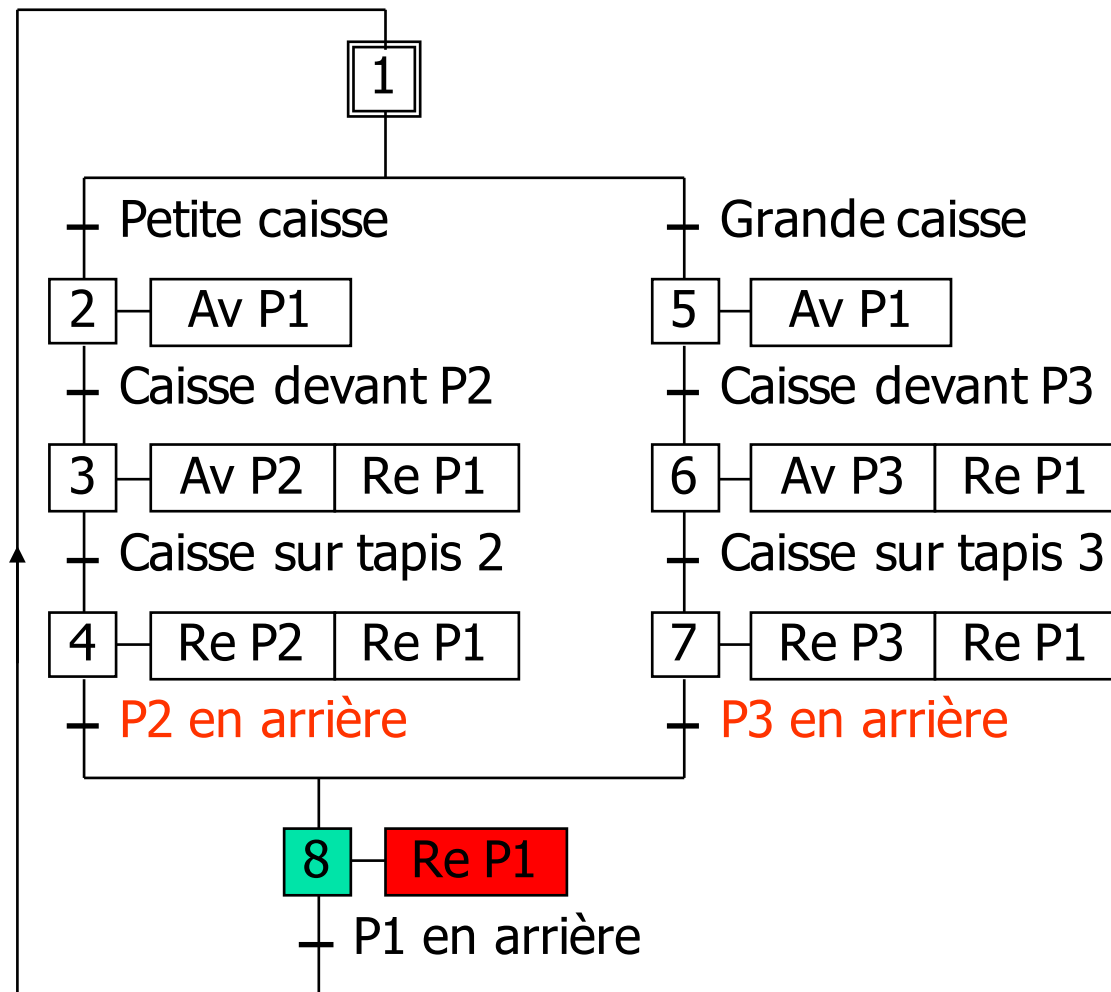 1
Petite caisse Grande caisse
2 Av P1 5 Av P1
Caisse devant P2 Caisse devant P3
3 Av P2 Re P1 6 Av P3 Re P1
Caisse sur tapis 2 Caisse sur tapis 3
4 Re P2 Re P1 7 Re P3 Re P1
P2 en arrière P3 en arrière
8 Re P1
P1 en arrière